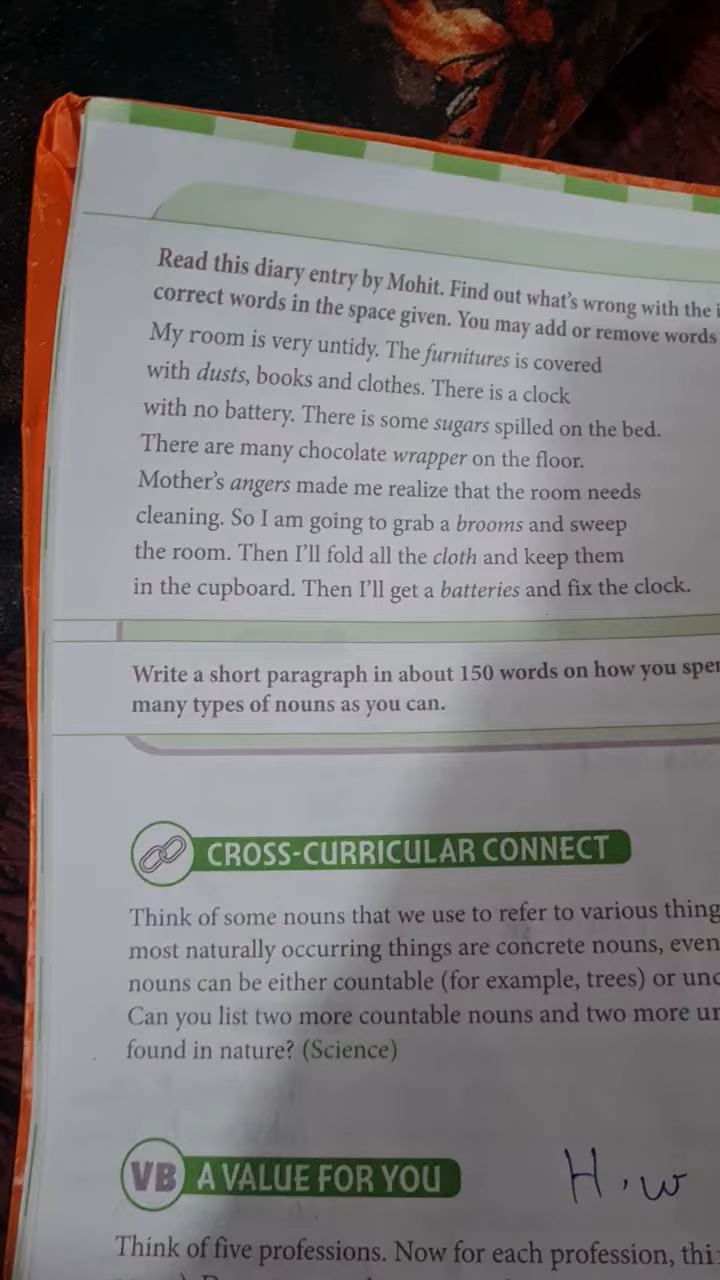 Read this diary entry by Mohit. Find out what's wrong with the
correct words in the space given. You may add or remove words
My room is very untidy. The furnitures is covered
with dusts, books and clothes. There is a clock
with no battery. There is some sugars spilled on the bed.
There are many chocolate wrapper on the floor.
Mother's angers made me realize that the room needs
cleaning. So I am going to grab a brooms and sweep
the room. Then I'll fold all the cloth and keep them
in the cupboard. Then I'll get a batteries and fix the clock.
Write a short paragraph in about 150 words on how you
many types of nouns as you can.
CROSS-CURRICULAR CONNECT
Think of some nouns that we use to refer to various
most naturally occurring things are concrete nouns, even
nouns can be either countable (for example, trees) or
Can you list two more countable nouns and two more
found in nature? (Science)
VB A VALUE FOR YOU
H.w
Think of five professions. Now for each profession,